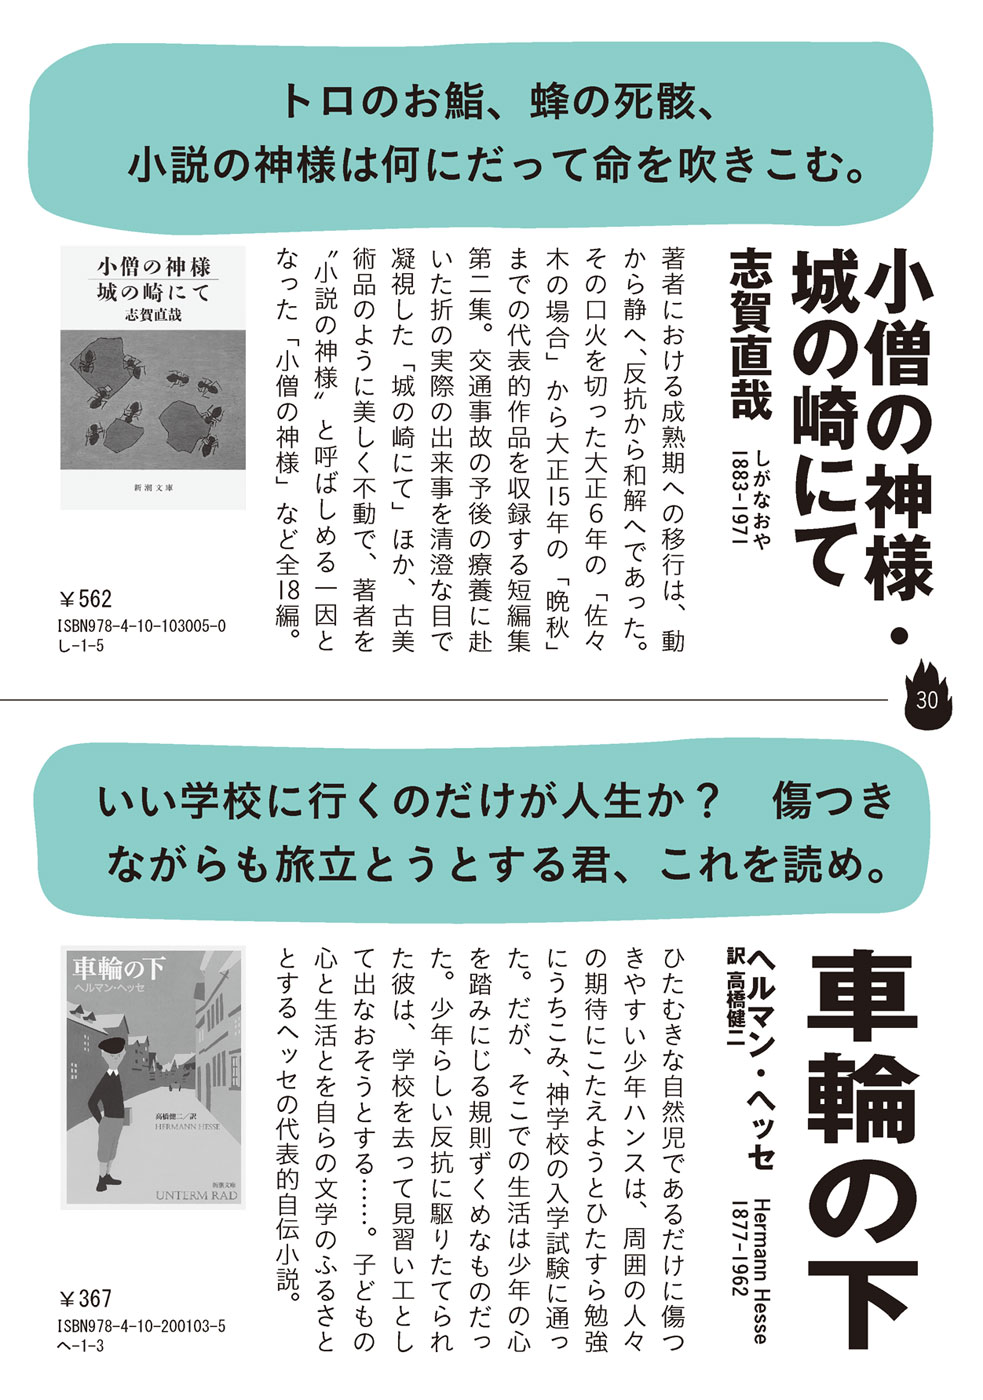 トロのお鮨、蜂の死骸、
小説の神様は何にだって命を吹きこむ。
小僧の神様・
城の崎にて
志賀直哉
しがなおや
1883-1971
著者における成熟期への移行は、動
から静へ、反抗から和解へであった。
その口火を切った大正6年の「佐々
木の場合」から大正15年の「晩秋」
までの代表的作品を収録する短編集
第二集。交通事故の予後の療養に赴
いた折の実際の出来事を清澄な目で
凝視した「城の崎にて」ほか、古美
術品のように美しく不動で、著者を
〝小説の神様〟と呼ばしめる一因と
なった「小僧の神様」など全18編。
小僧の神様
城の崎にて
志賀直哉
新潮文庫
￥562
ISBN978-4-10-103005-0
し-1-5
30
いい学校に行くのだけが人生か？　傷つき
ながらも旅立とうとする君、これを読め。
車輪の下
ヘルマン・ヘッセ
訳 高橋健二
Hermann Hesse
1877-1962
ひたむきな自然児であるだけに傷つ
きやすい少年ハンスは、周囲の人々
の期待にこたえようとひたすら勉強
にうちこみ、神学校の入学試験に通っ
た。だが、そこでの生活は少年の心
を踏みにじる規則ずくめなものだっ
た。少年らしい反抗に駆りたてられ
た彼は、学校を去って見習い工とし
て出なおそうとする……。子どもの
心と生活とを自らの文学のふるさと
とするヘッセの代表的自伝小説。
車輪の下
ヘルマン・ヘッセ
高橋健二／訳
HERMANN HESSE
新潮文庫
UNTERM RAD
￥367
ISBN978-4-10-200103-5
ヘ-1-3